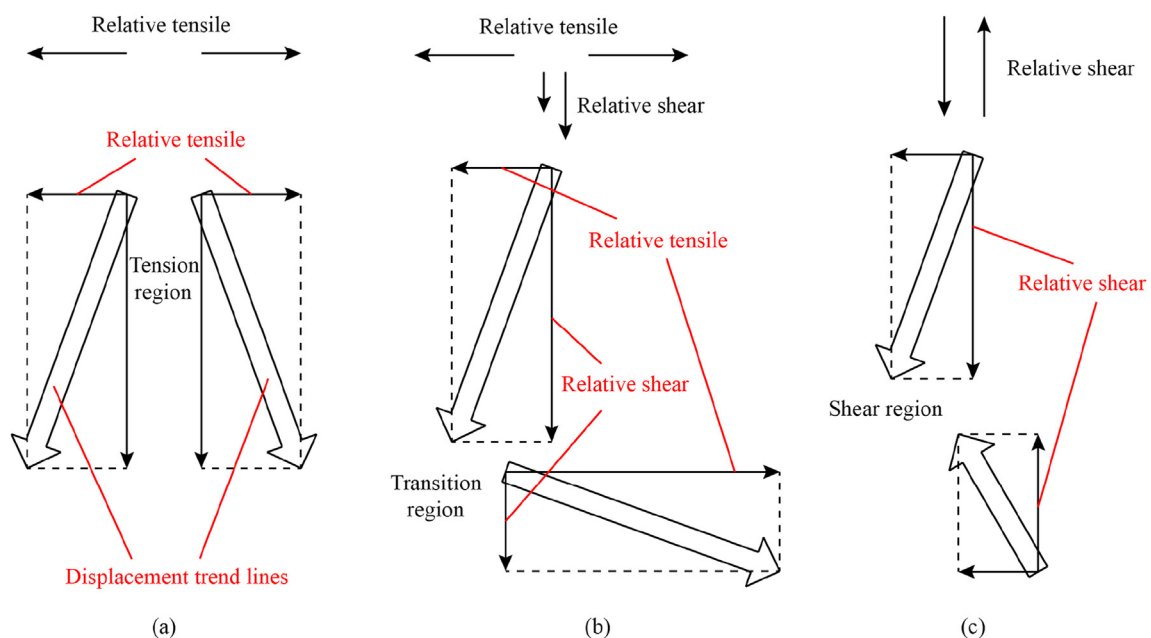 Relative tensile
Relative tensile
Tension
region
Displacement trend lines
(a)
Relative tensile
Relative shear
Relative tensile
Relative shear
Transition
region
(b)
Relative shear
Relative shear
Shear region
(c)